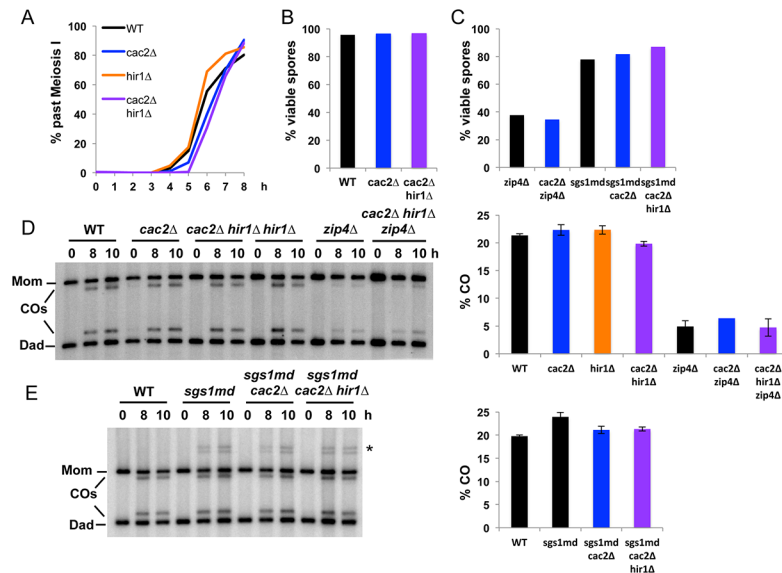 A
% past Meiosis I
100
80
60
40
20
0
0 1 2 3 4 5 6 7 8 h
WT
cac2Δ
hir1Δ
cac2Δ
hir1Δ
B
% viable spores
100
80
60
40
20
0
WT cac2Δ cac2Δ
hir1Δ
C
% viable spores
100
80
60
40
20
0
zip4Δ cac2Δ sgs1md sgs1md sgs1md
zip4Δ cac2Δ cac2Δ
hir1Δ
D
cac2Δ hir1Δ
WT cac2Δ cac2Δ hir1Δ hir1Δ zip4Δ zip4Δ
0 8 10 0 8 10 0 8 10 0 8 10 0 8 10 0 8 10 h
Mom
COs
Dad
% CO
25
20
15
10
5
0
WT cac2Δ hir1Δ cac2Δ zip4Δ cac2Δ cac2Δ
hir1Δ zip4Δ hir1Δ
zip4Δ
E
sgs1md sgs1md
WT sgs1md cac2Δ cac2Δ hir1Δ
0 8 10 0 8 10 0 8 10 0 8 10 h
*
Mom
COs
Dad
% CO
25
20
15
10
5
0
WT sgs1md sgs1md sgs1md
cac2Δ cac2Δ
hir1Δ